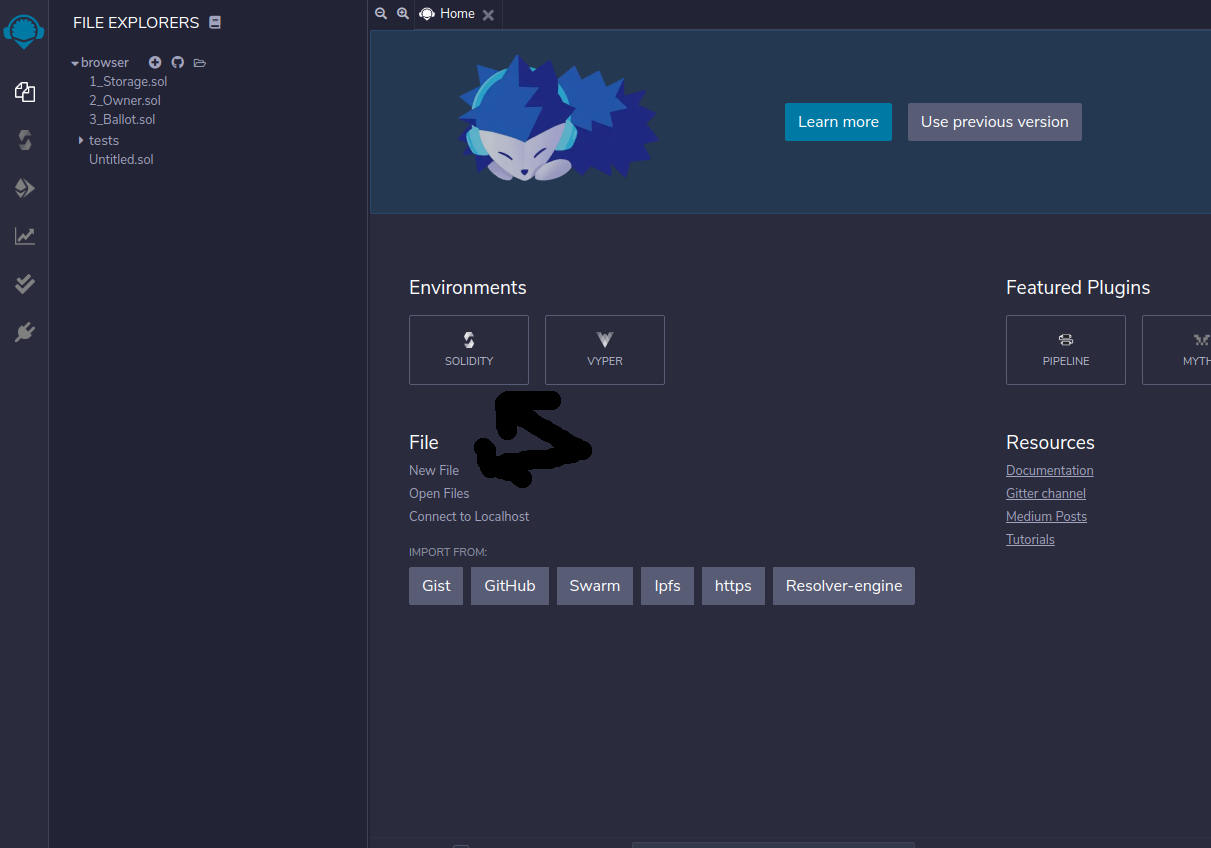 FILE EXPLORERS
browser
1_Storage.sol
2_Owner.sol
3_Ballot.sol
tests
Untitled.sol
Home
Learn more
Use previous version
Environments
SOLIDITY
VYPER
Featured Plugins
PIPELINE
MYTH
File
New File
Open Files
Connect to Localhost
IMPORT FROM:
Gist
GitHub
Swarm
Ipfs
https
Resolver-engine
Resources
Documentation
Gitter channel
Medium Posts
Tutorials